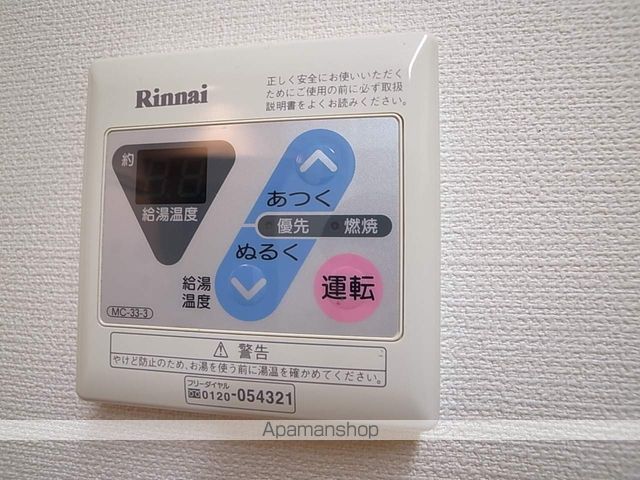 Rinnai
正しく安全にお使いいただく
ためにご使用の前に必ず取扱
説明書をよくお読みください。
約
給湯温度
あつく
優先 燃焼
ぬるく
給湯
温度
運転
MC-33-3
⚠ 警告
やけど防止のため、お湯を使う前に湯温を確かめてください。
フリーダイヤル
0120-054321
Apamanshop